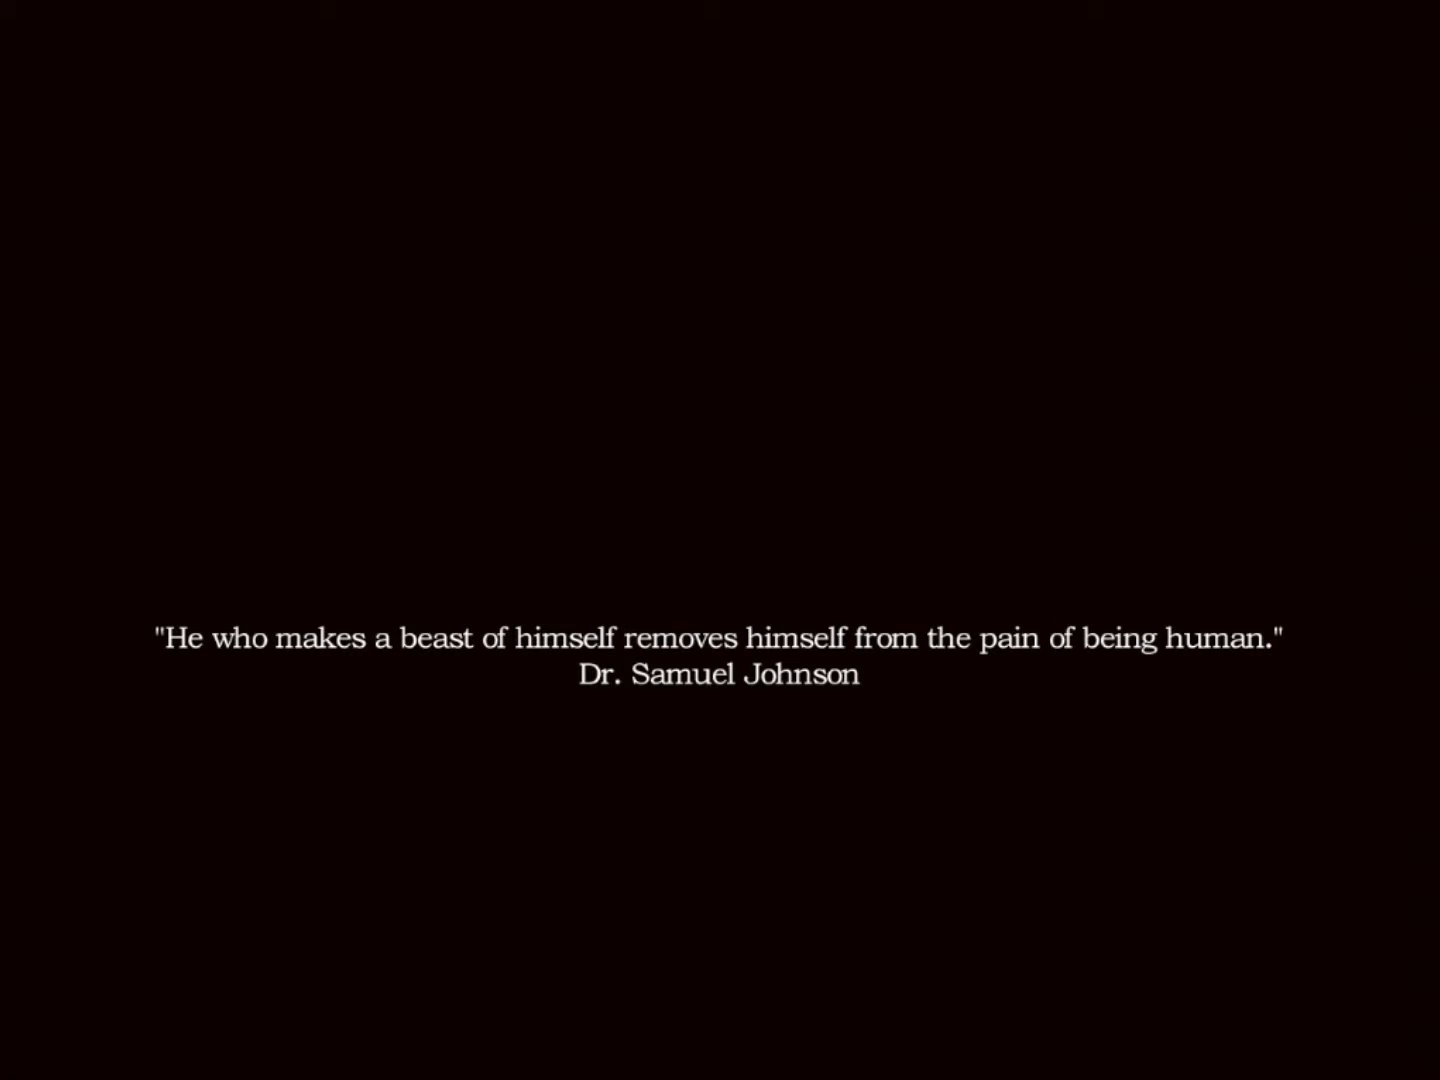 "He who makes a beast of himself removes himself from the pain of being human."
Dr. Samuel Johnson